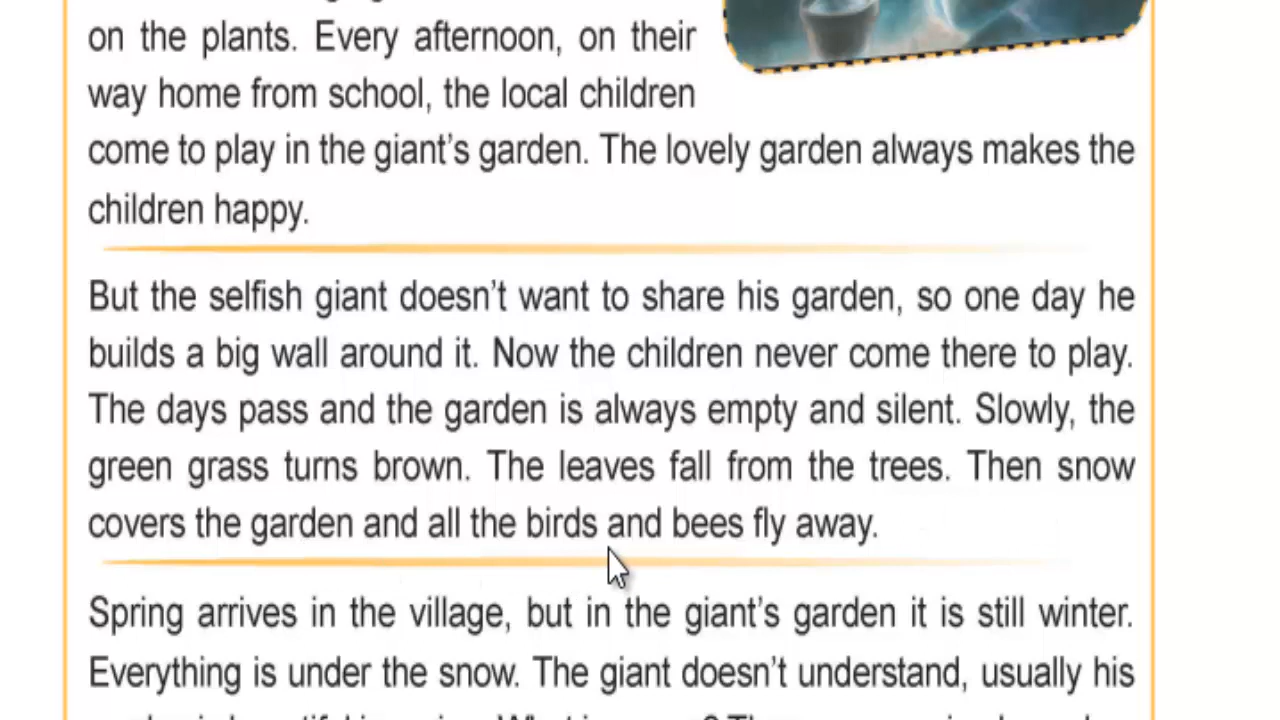 on the plants. Every afternoon, on their
way home from school, the local children
come to play in the giant's garden. The lovely garden always makes the
children happy.
But the selfish giant doesn't want to share his garden, so one day he
builds a big wall around it. Now the children never come there to play.
The days pass and the garden is always empty and silent. Slowly, the
green grass turns brown. The leaves fall from the trees. Then snow
covers the garden and all the birds and bees fly away.
Spring arrives in the village, but in the giant's garden it is still winter.
Everything is under the snow. The giant doesn't understand, usually his